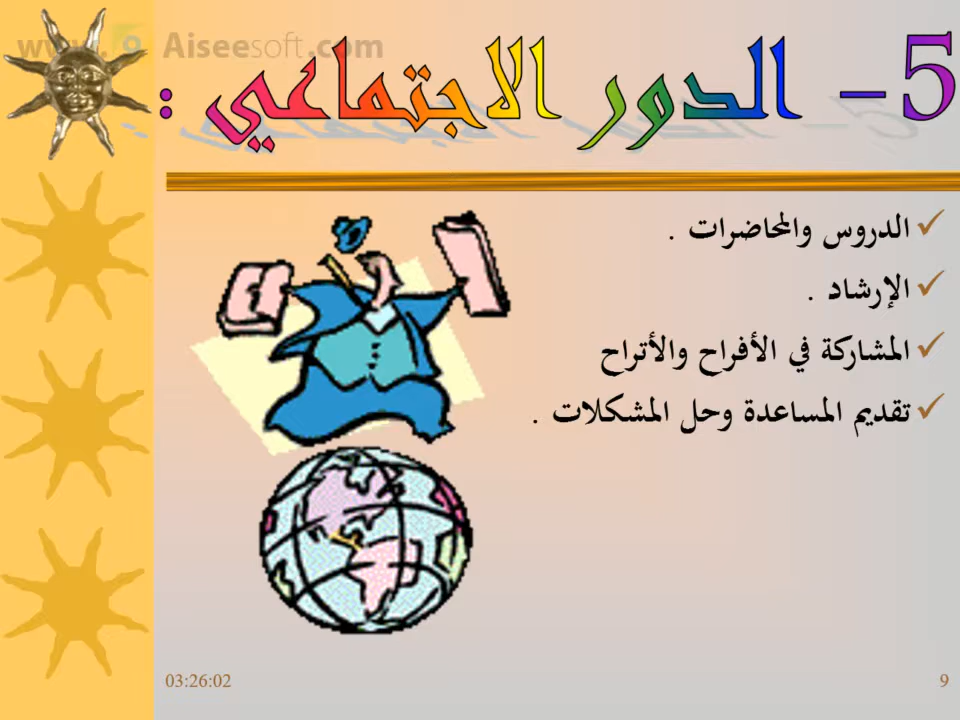 www.Aiseesoft.com
5- الدور الاجتماعي :
الدروس والمحاضرات .
الإرشاد .
المشاركة في الأفراح والأتراح
تقديم المساعدة وحل المشكلات .
03:26:02
9